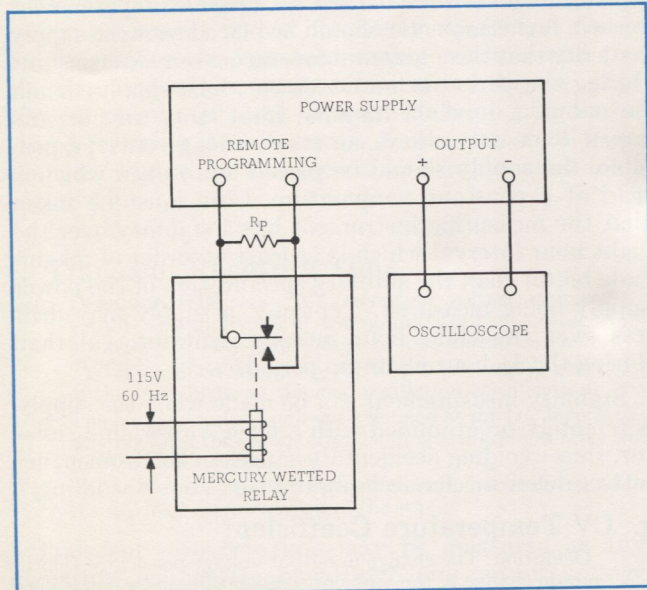 POWER SUPPLY
REMOTE
PROGRAMMING
OUTPUT
+ -
RP
OSCILLOSCOPE
115V
60 Hz
MERCURY WETTED
RELAY